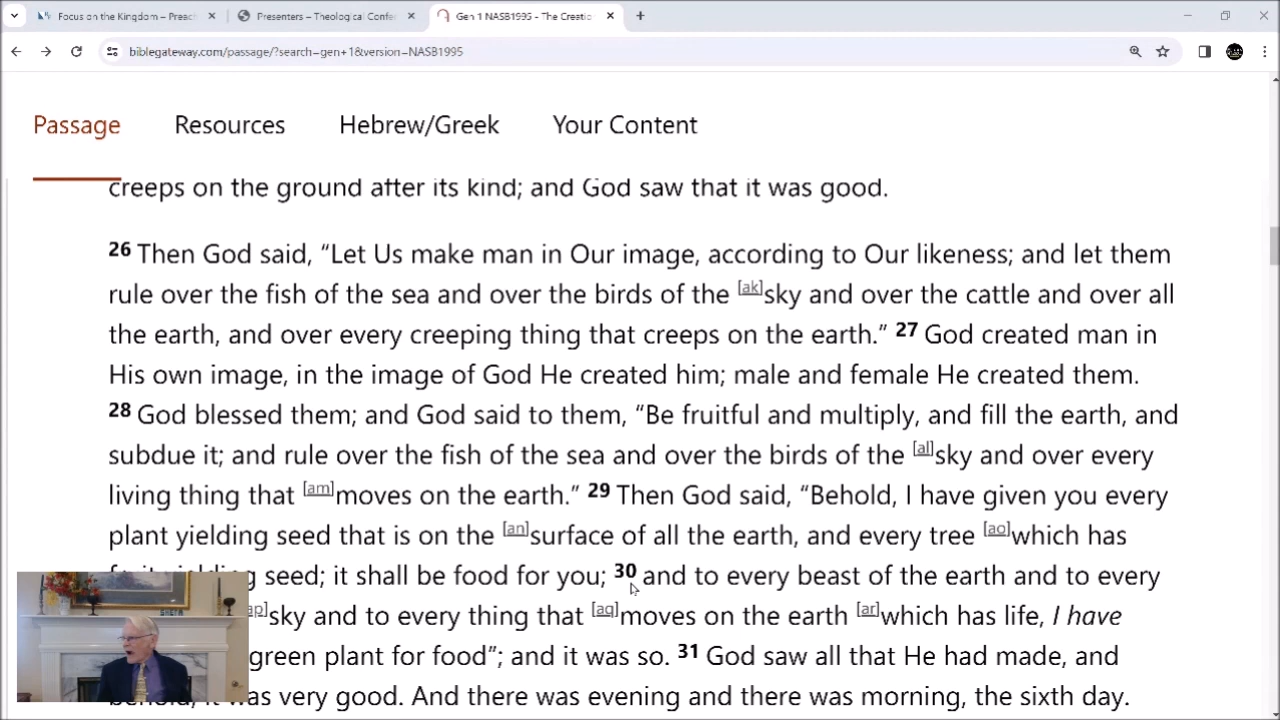 Focus on the Kingdom – Preach
Presenters – Theological Confe
Gen 1 NASB1995 - The Creatio
biblegateway.com/passage/?search=gen+1&version=NASB1995
Passage Resources Hebrew/Greek Your Content
creeps on the ground after its kind; and God saw that it was good.
26 Then God said, “Let Us make man in Our image, according to Our likeness; and let them
rule over the fish of the sea and over the birds of the [ak]sky and over the cattle and over all
the earth, and over every creeping thing that creeps on the earth.” 27 God created man in
His own image, in the image of God He created him; male and female He created them.
28 God blessed them; and God said to them, “Be fruitful and multiply, and fill the earth, and
subdue it; and rule over the fish of the sea and over the birds of the [al]sky and over every
living thing that [am]moves on the earth.” 29 Then God said, “Behold, I have given you every
plant yielding seed that is on the [an]surface of all the earth, and every tree [ao]which has
seed; it shall be food for you; 30 and to every beast of the earth and to every
[ap]sky and to every thing that [aq]moves on the earth [ar]which has life, I have
green plant for food”; and it was so. 31 God saw all that He had made, and
was very good. And there was evening and there was morning, the sixth day.